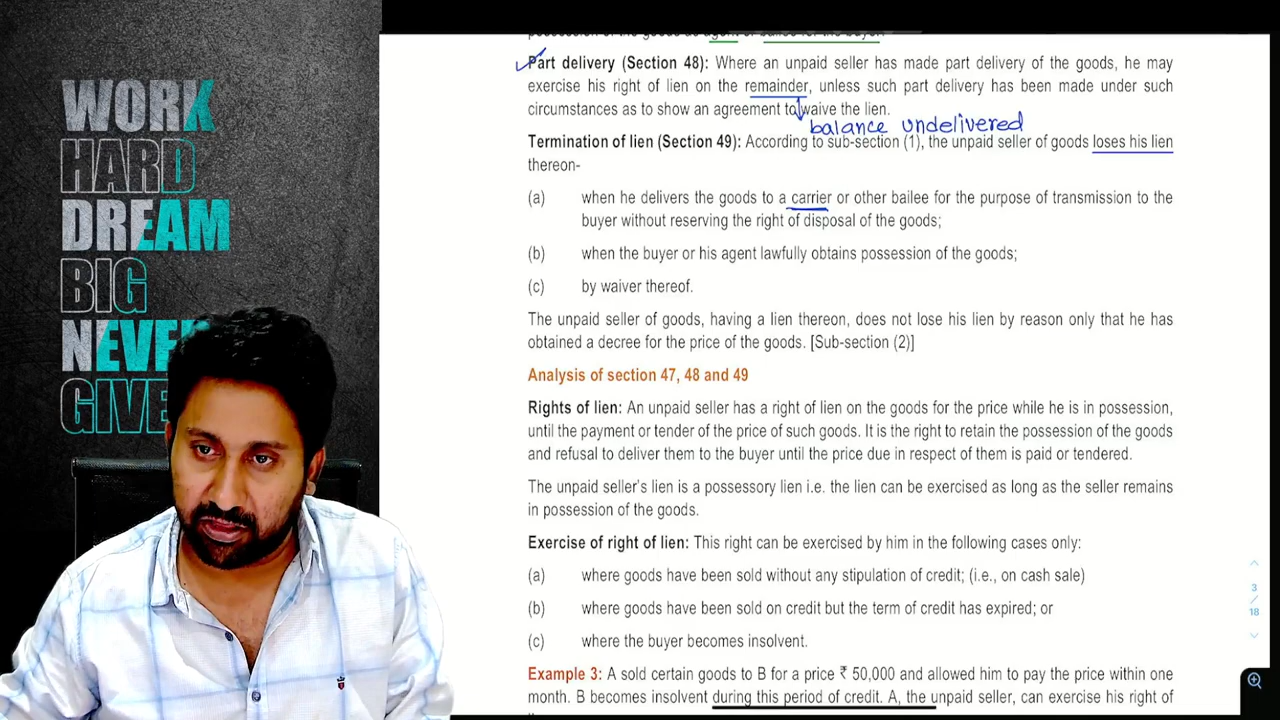 WORK
HARD
DREAM
BIG
NEVE
GIVE
possession of the goods as agent or bailee for the buyer.
Part delivery (Section 48): Where an unpaid seller has made part delivery of the goods, he may
exercise his right of lien on the remainder, unless such part delivery has been made under such
circumstances as to show an agreement to waive the lien.
balance undelivered
Termination of lien (Section 49): According to sub-section (1), the unpaid seller of goods loses his lien
thereon-
(a) when he delivers the goods to a carrier or other bailee for the purpose of transmission to the
buyer without reserving the right of disposal of the goods;
(b) when the buyer or his agent lawfully obtains possession of the goods;
(c) by waiver thereof.
The unpaid seller of goods, having a lien thereon, does not lose his lien by reason only that he has
obtained a decree for the price of the goods. [Sub-section (2)]
Analysis of section 47, 48 and 49
Rights of lien: An unpaid seller has a right of lien on the goods for the price while he is in possession,
until the payment or tender of the price of such goods. It is the right to retain the possession of the goods
and refusal to deliver them to the buyer until the price due in respect of them is paid or tendered.
The unpaid seller's lien is a possessory lien i.e. the lien can be exercised as long as the seller remains
in possession of the goods.
Exercise of right of lien: This right can be exercised by him in the following cases only:
(a) where goods have been sold without any stipulation of credit; (i.e., on cash sale)
(b) where goods have been sold on credit but the term of credit has expired; or
(c) where the buyer becomes insolvent.
Example 3: A sold certain goods to B for a price ₹ 50,000 and allowed him to pay the price within one
month. B becomes insolvent during this period of credit. A, the unpaid seller, can exercise his right of
3
/
18